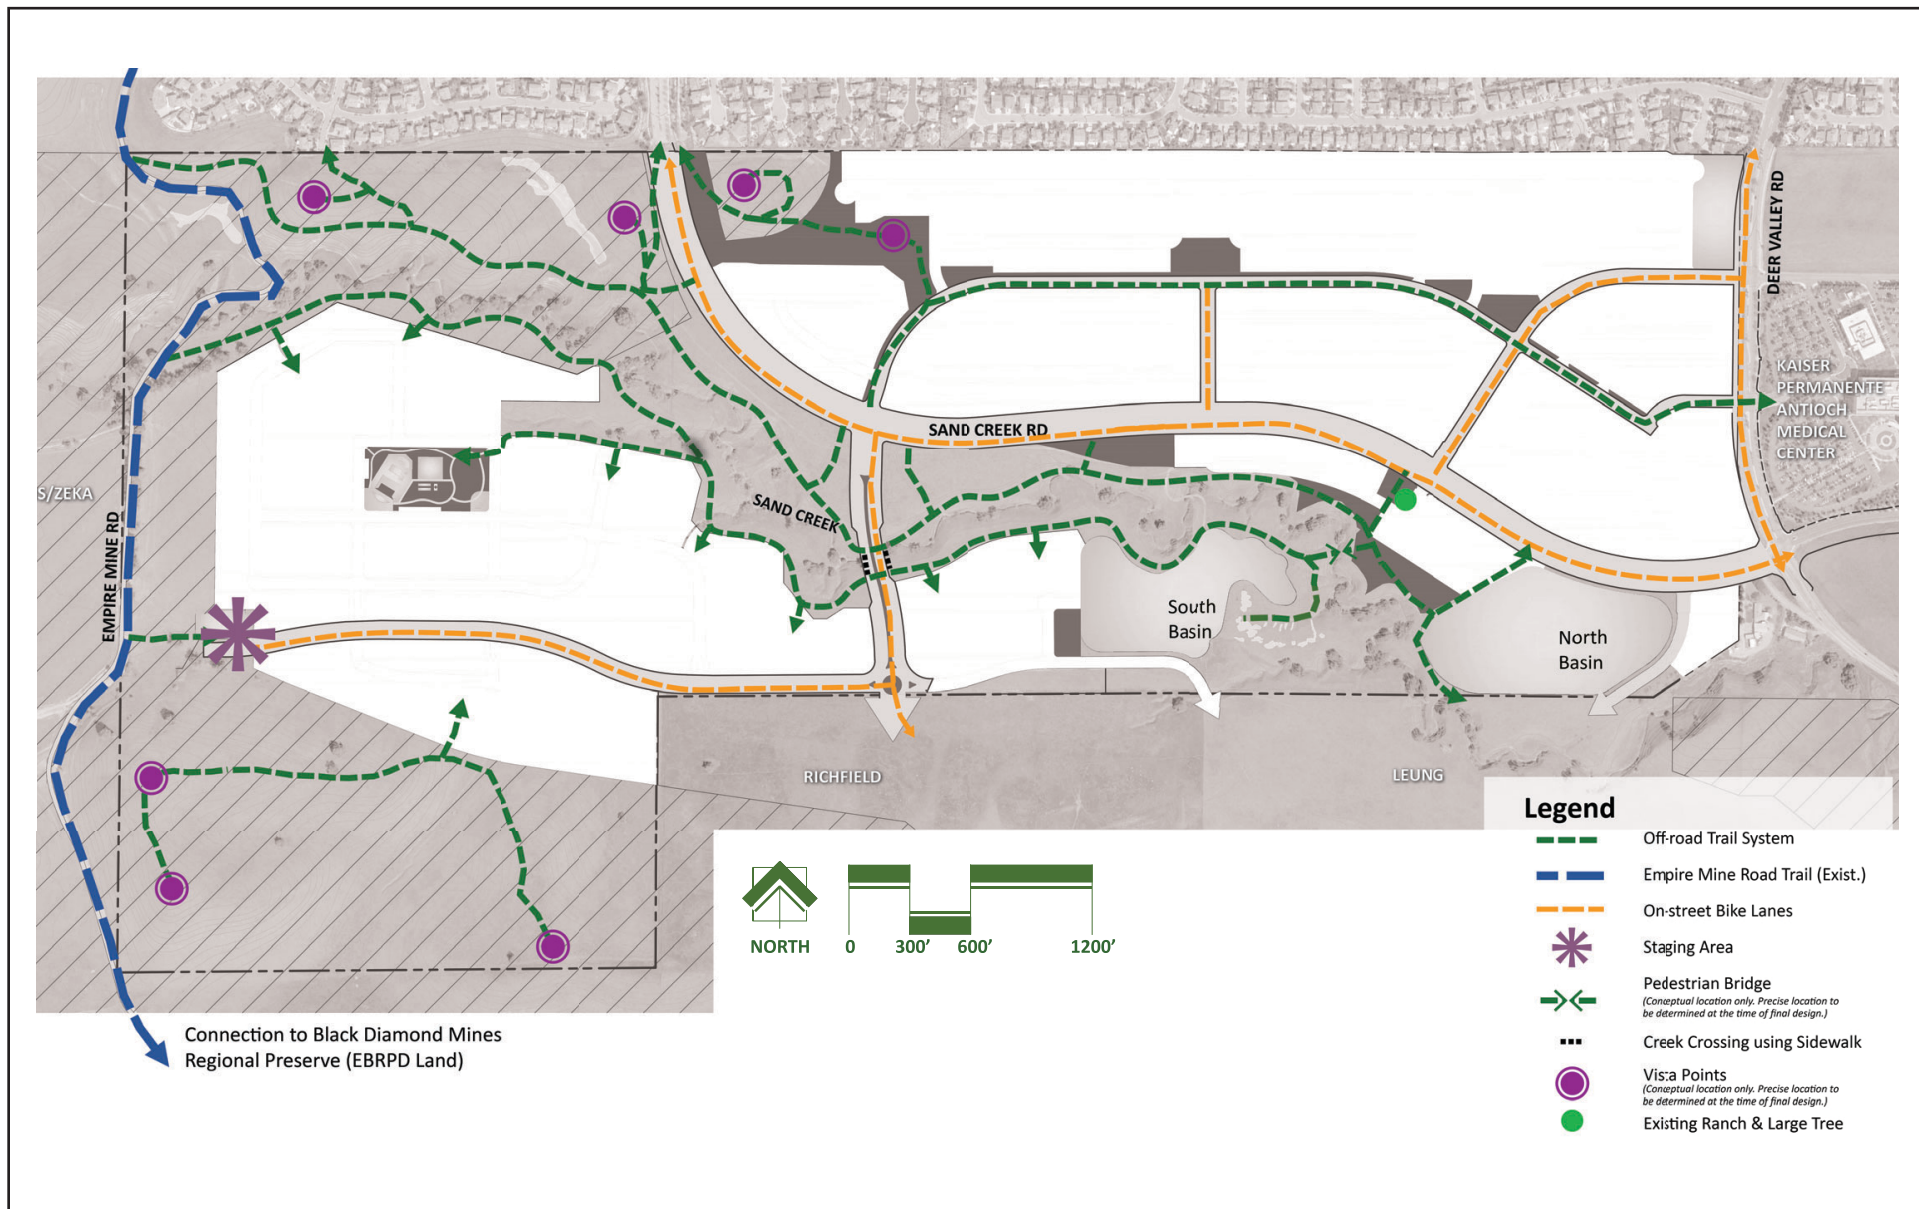 DEER VALLEY RD
KAISER
PERMANENTE
ANTIOCH
MEDICAL
CENTER
SAND CREEK RD
S/ZEKA
SAND CREEK
EMPIRE MINE RD
South
Basin
North
Basin
RICHFIELD
LEUNG
Legend
Off-road Trail System
Empire Mine Road Trail (Exist.)
On-street Bike Lanes
Staging Area
Pedestrian Bridge
(Conceptual location only. Precise location to
be determined at the time of final design.)
Creek Crossing using Sidewalk
Vista Points
(Conceptual location only. Precise location to
be determined at the time of final design.)
Existing Ranch & Large Tree
NORTH
0 300’ 600’ 1200’
Connection to Black Diamond Mines
Regional Preserve (EBRPD Land)